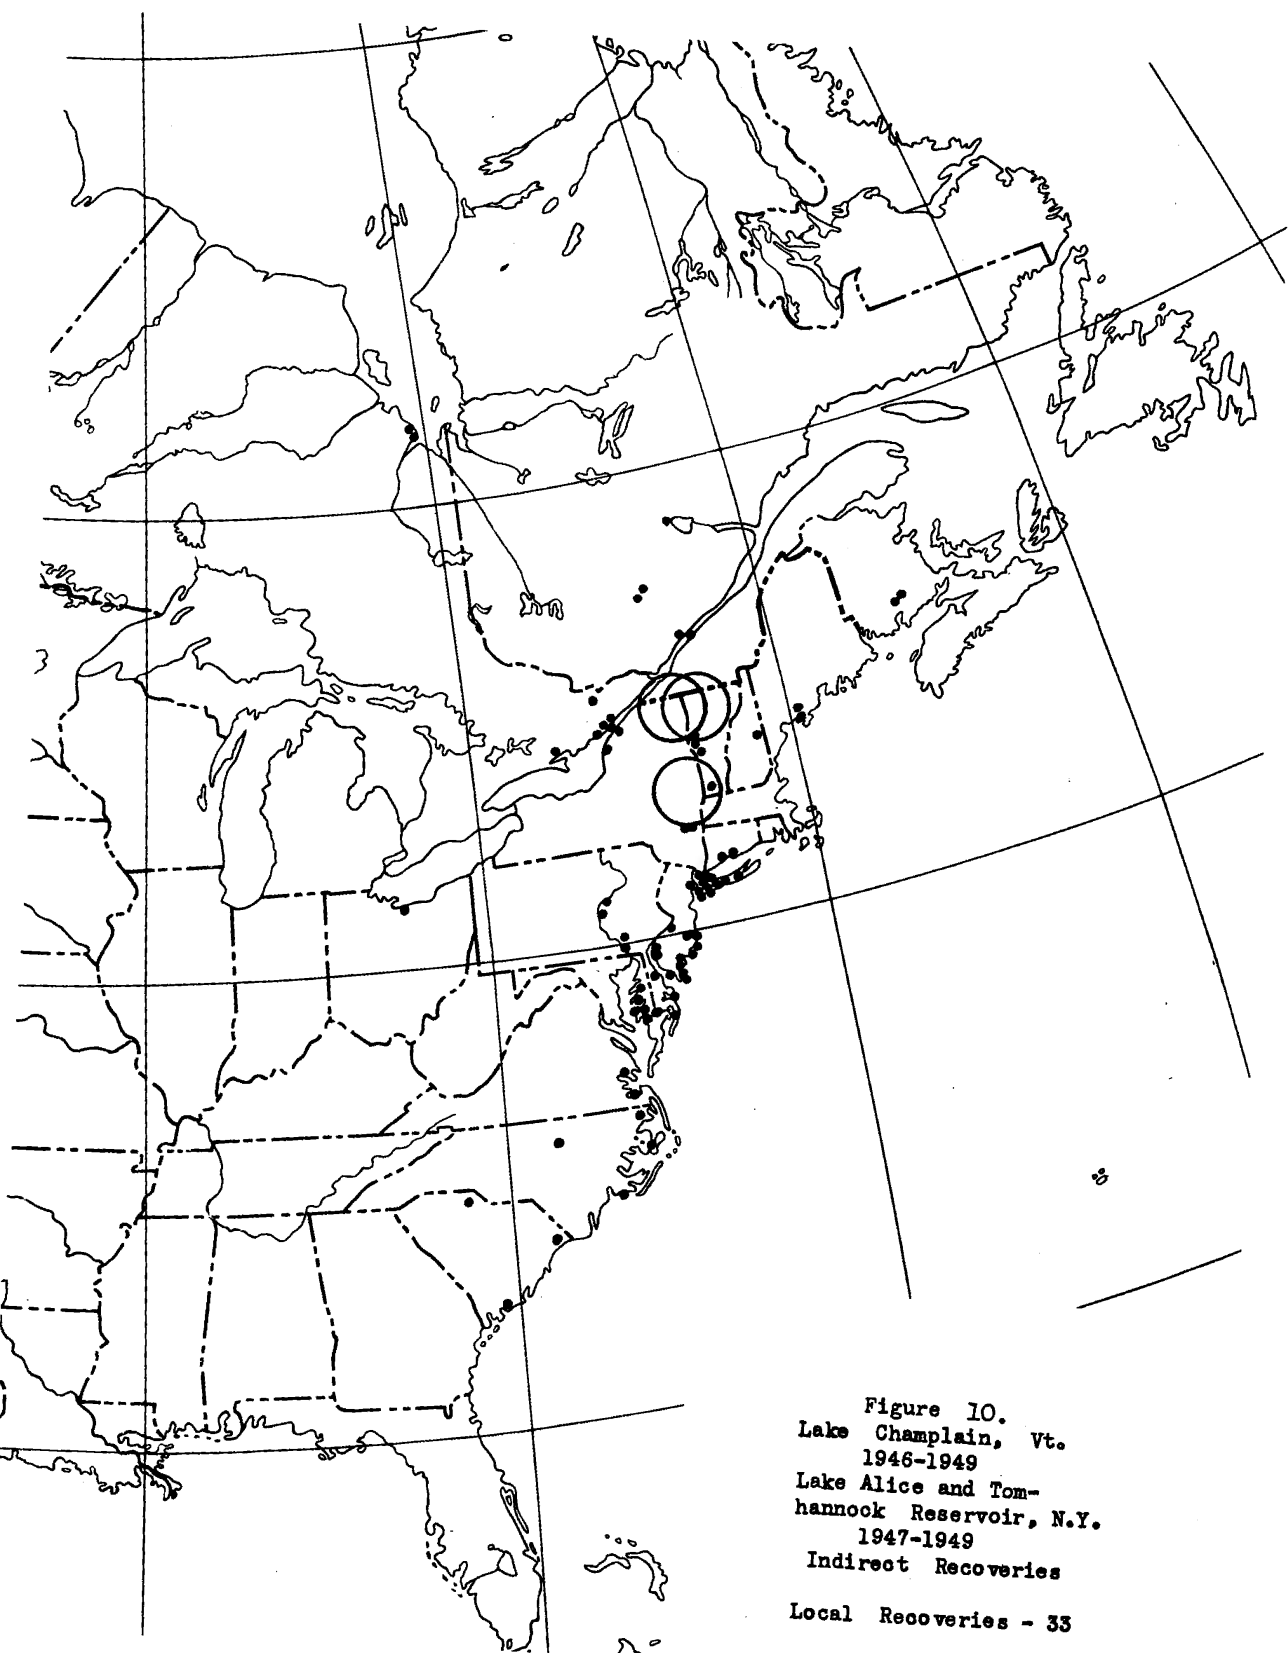 Figure 10.
Lake Champlain, Vt.
1946-1949
Lake Alice and Tom-
hannock Reservoir, N.Y.
1947-1949
Indirect Recoveries
Local Recoveries - 33